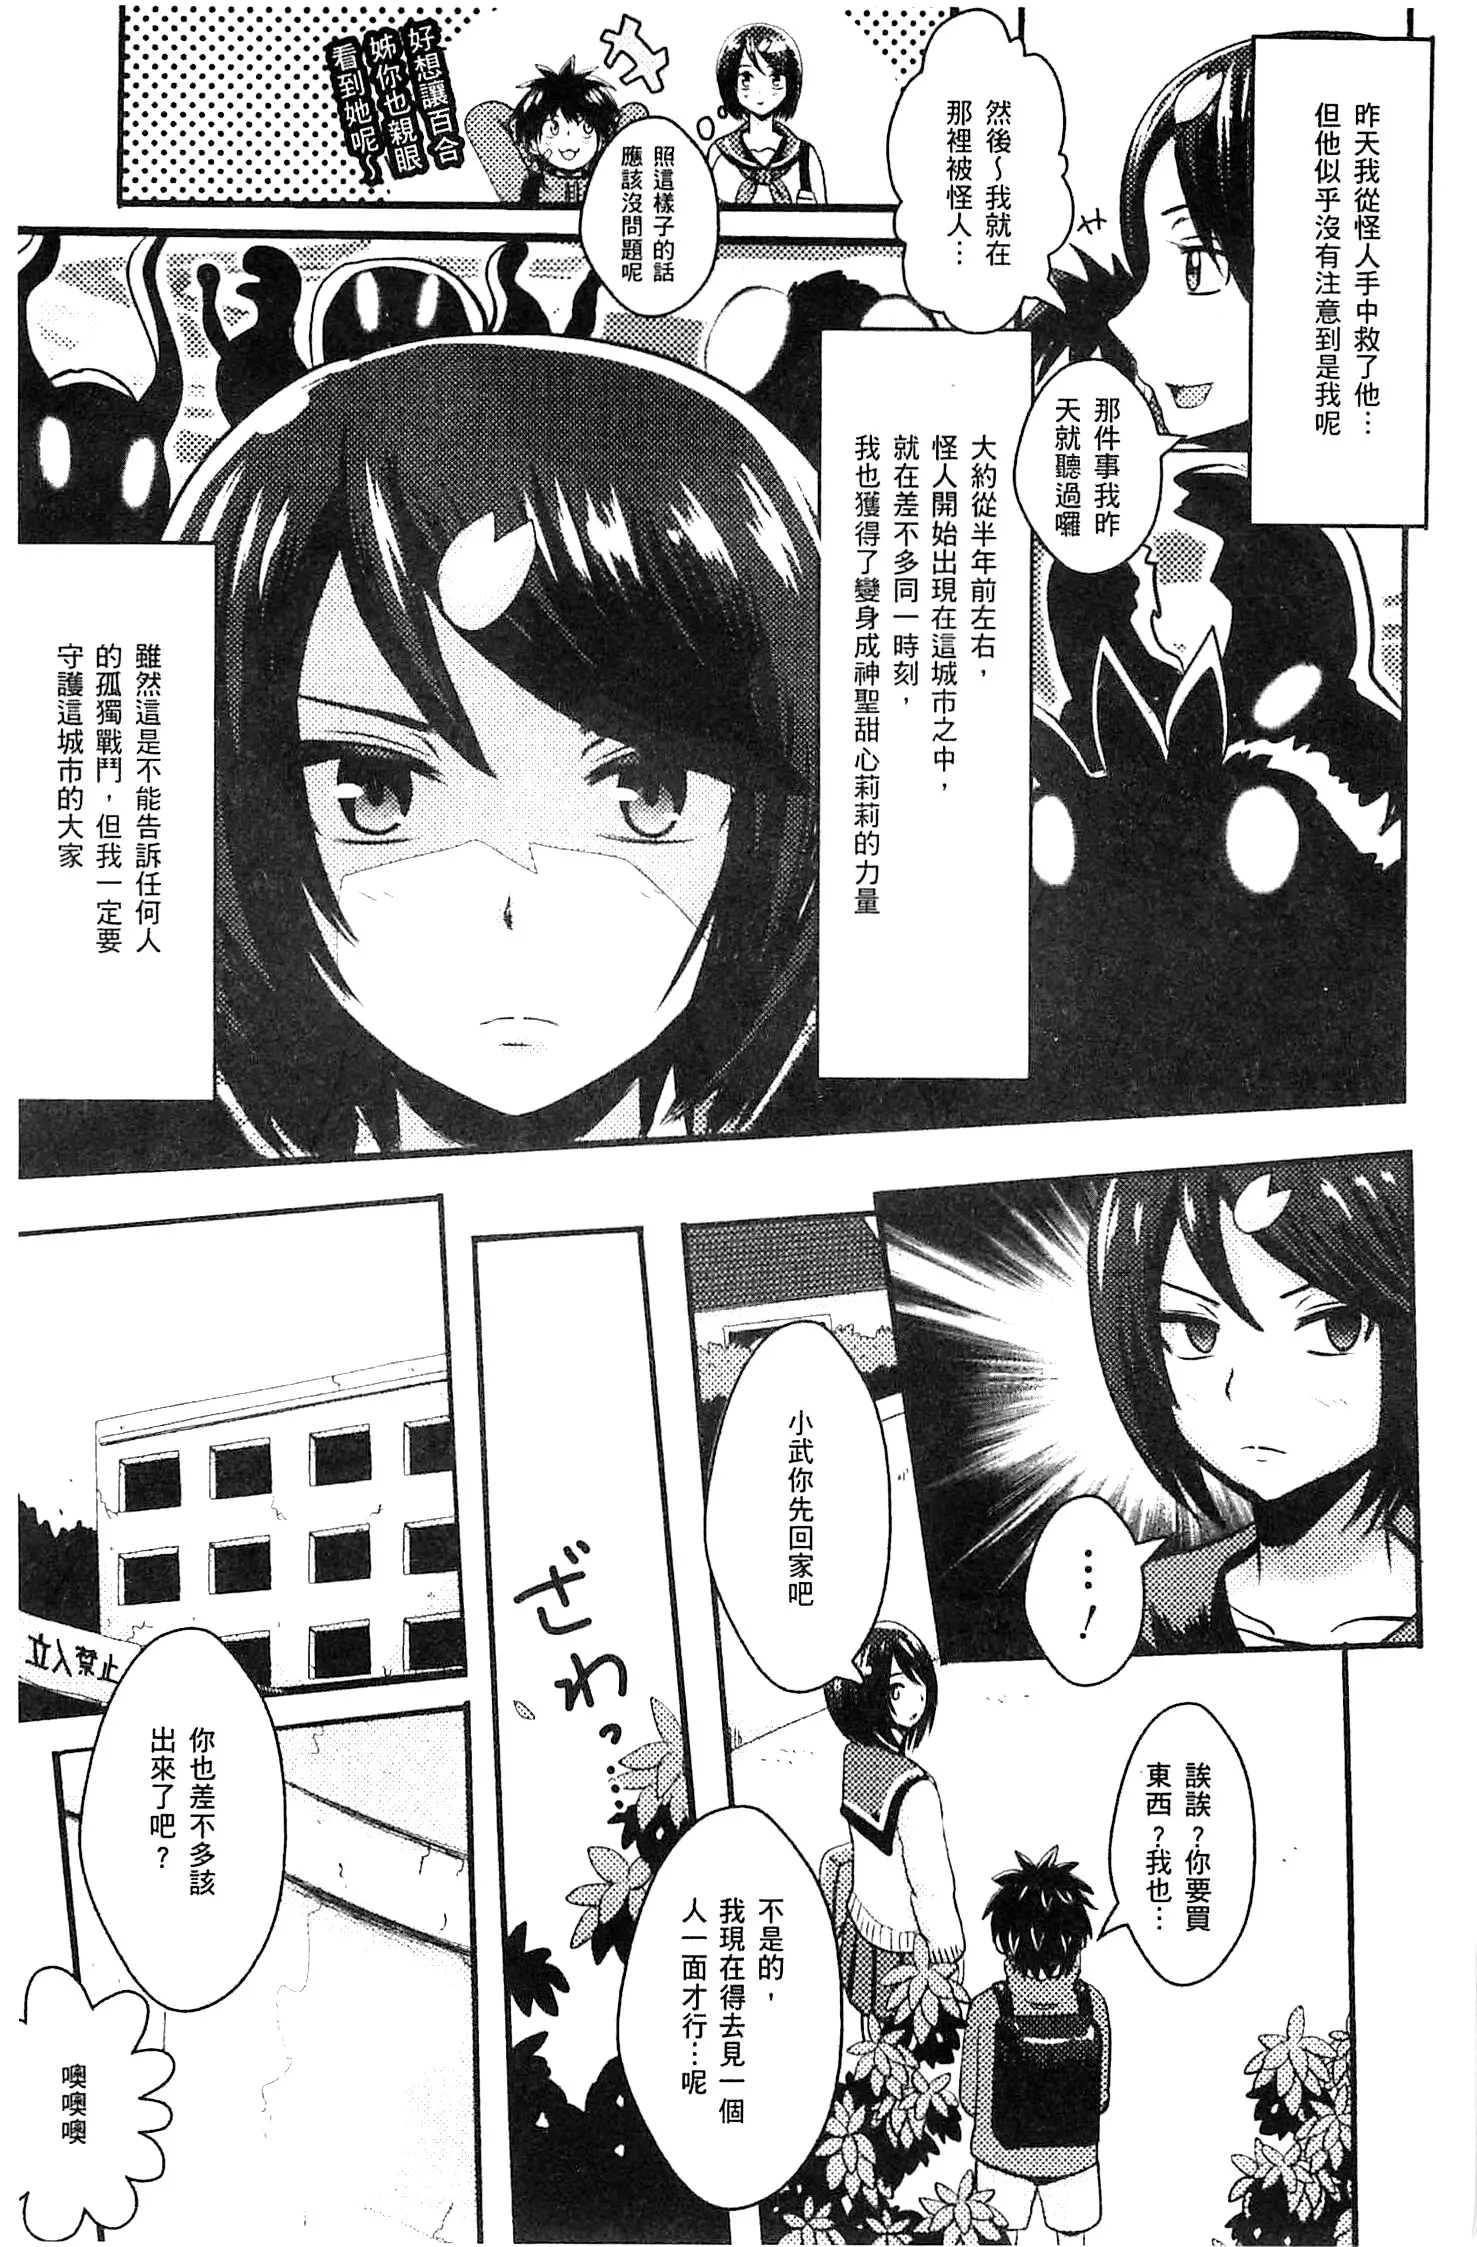 昨天我從怪人手中救了他…
但他似乎沒有注意到是我呢
那件事我昨
天就聽過囉
然後～我就在
那裡被怪人…
照這樣子的話
應該沒問題呢
好想讓百合
姊你也親眼
看到她呢～
大約從半年前左右，
怪人開始出現在這城市之中，
就在差不多同一時刻，
我也獲得了變身成神聖甜心莉莉的力量
雖然這是不能告訴任何人
的孤獨戰鬥，但我一定要
守護這城市的大家
…！
小武你先回家吧
誒誒？你要買
東西？我也…
不是的，
我現在得去見一個
人一面才行…呢
ざわっ…
立入禁止
你也差不多該
出來了吧？
噢噢噢